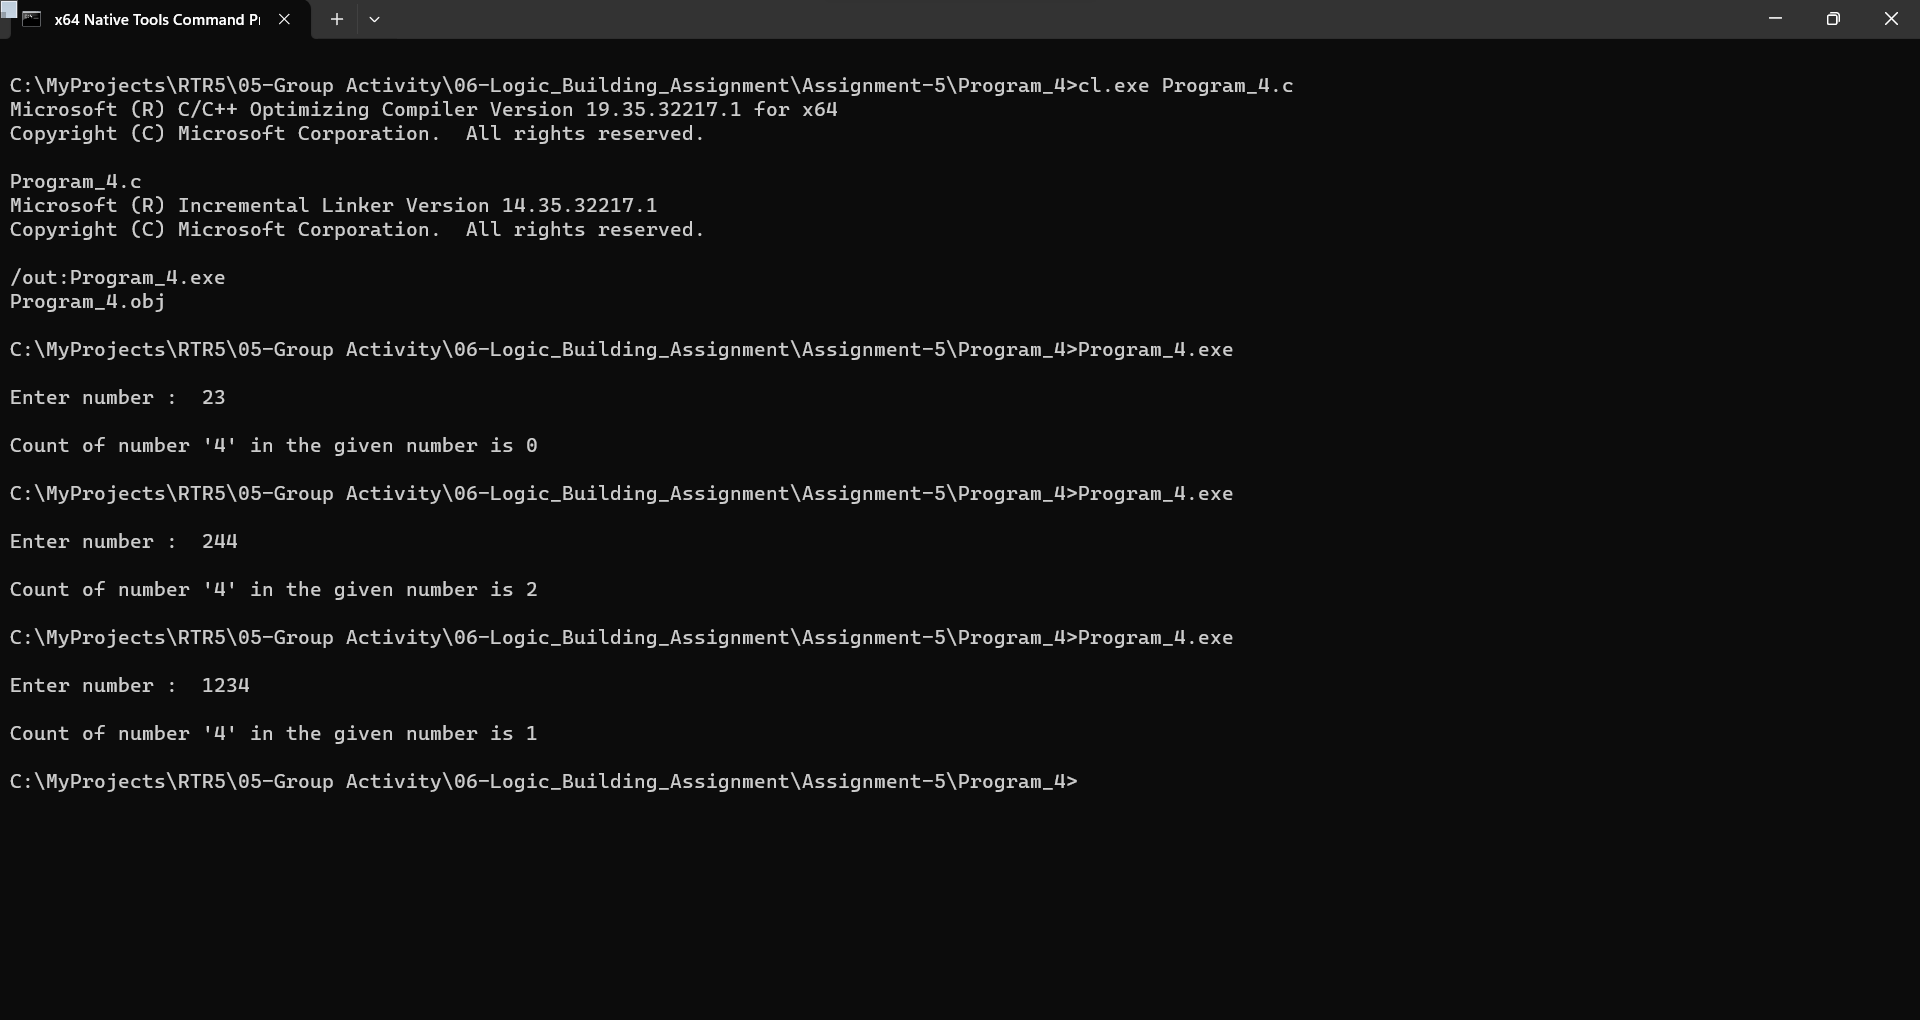 x64 Native Tools Command P
C:\MyProjects\RTR5\05-Group Activity\06-Logic_Building_Assignment\Assignment-5\Program_4>cl.exe Program_4.c
Microsoft (R) C/C++ Optimizing Compiler Version 19.35.32217.1 for x64
Copyright (C) Microsoft Corporation.  All rights reserved.
Program_4.c
Microsoft (R) Incremental Linker Version 14.35.32217.1
Copyright (C) Microsoft Corporation.  All rights reserved.
/out:Program_4.exe
Program_4.obj
C:\MyProjects\RTR5\05-Group Activity\06-Logic_Building_Assignment\Assignment-5\Program_4>Program_4.exe
Enter number :  23
Count of number '4' in the given number is 0
C:\MyProjects\RTR5\05-Group Activity\06-Logic_Building_Assignment\Assignment-5\Program_4>Program_4.exe
Enter number :  244
Count of number '4' in the given number is 2
C:\MyProjects\RTR5\05-Group Activity\06-Logic_Building_Assignment\Assignment-5\Program_4>Program_4.exe
Enter number :  1234
Count of number '4' in the given number is 1
C:\MyProjects\RTR5\05-Group Activity\06-Logic_Building_Assignment\Assignment-5\Program_4>